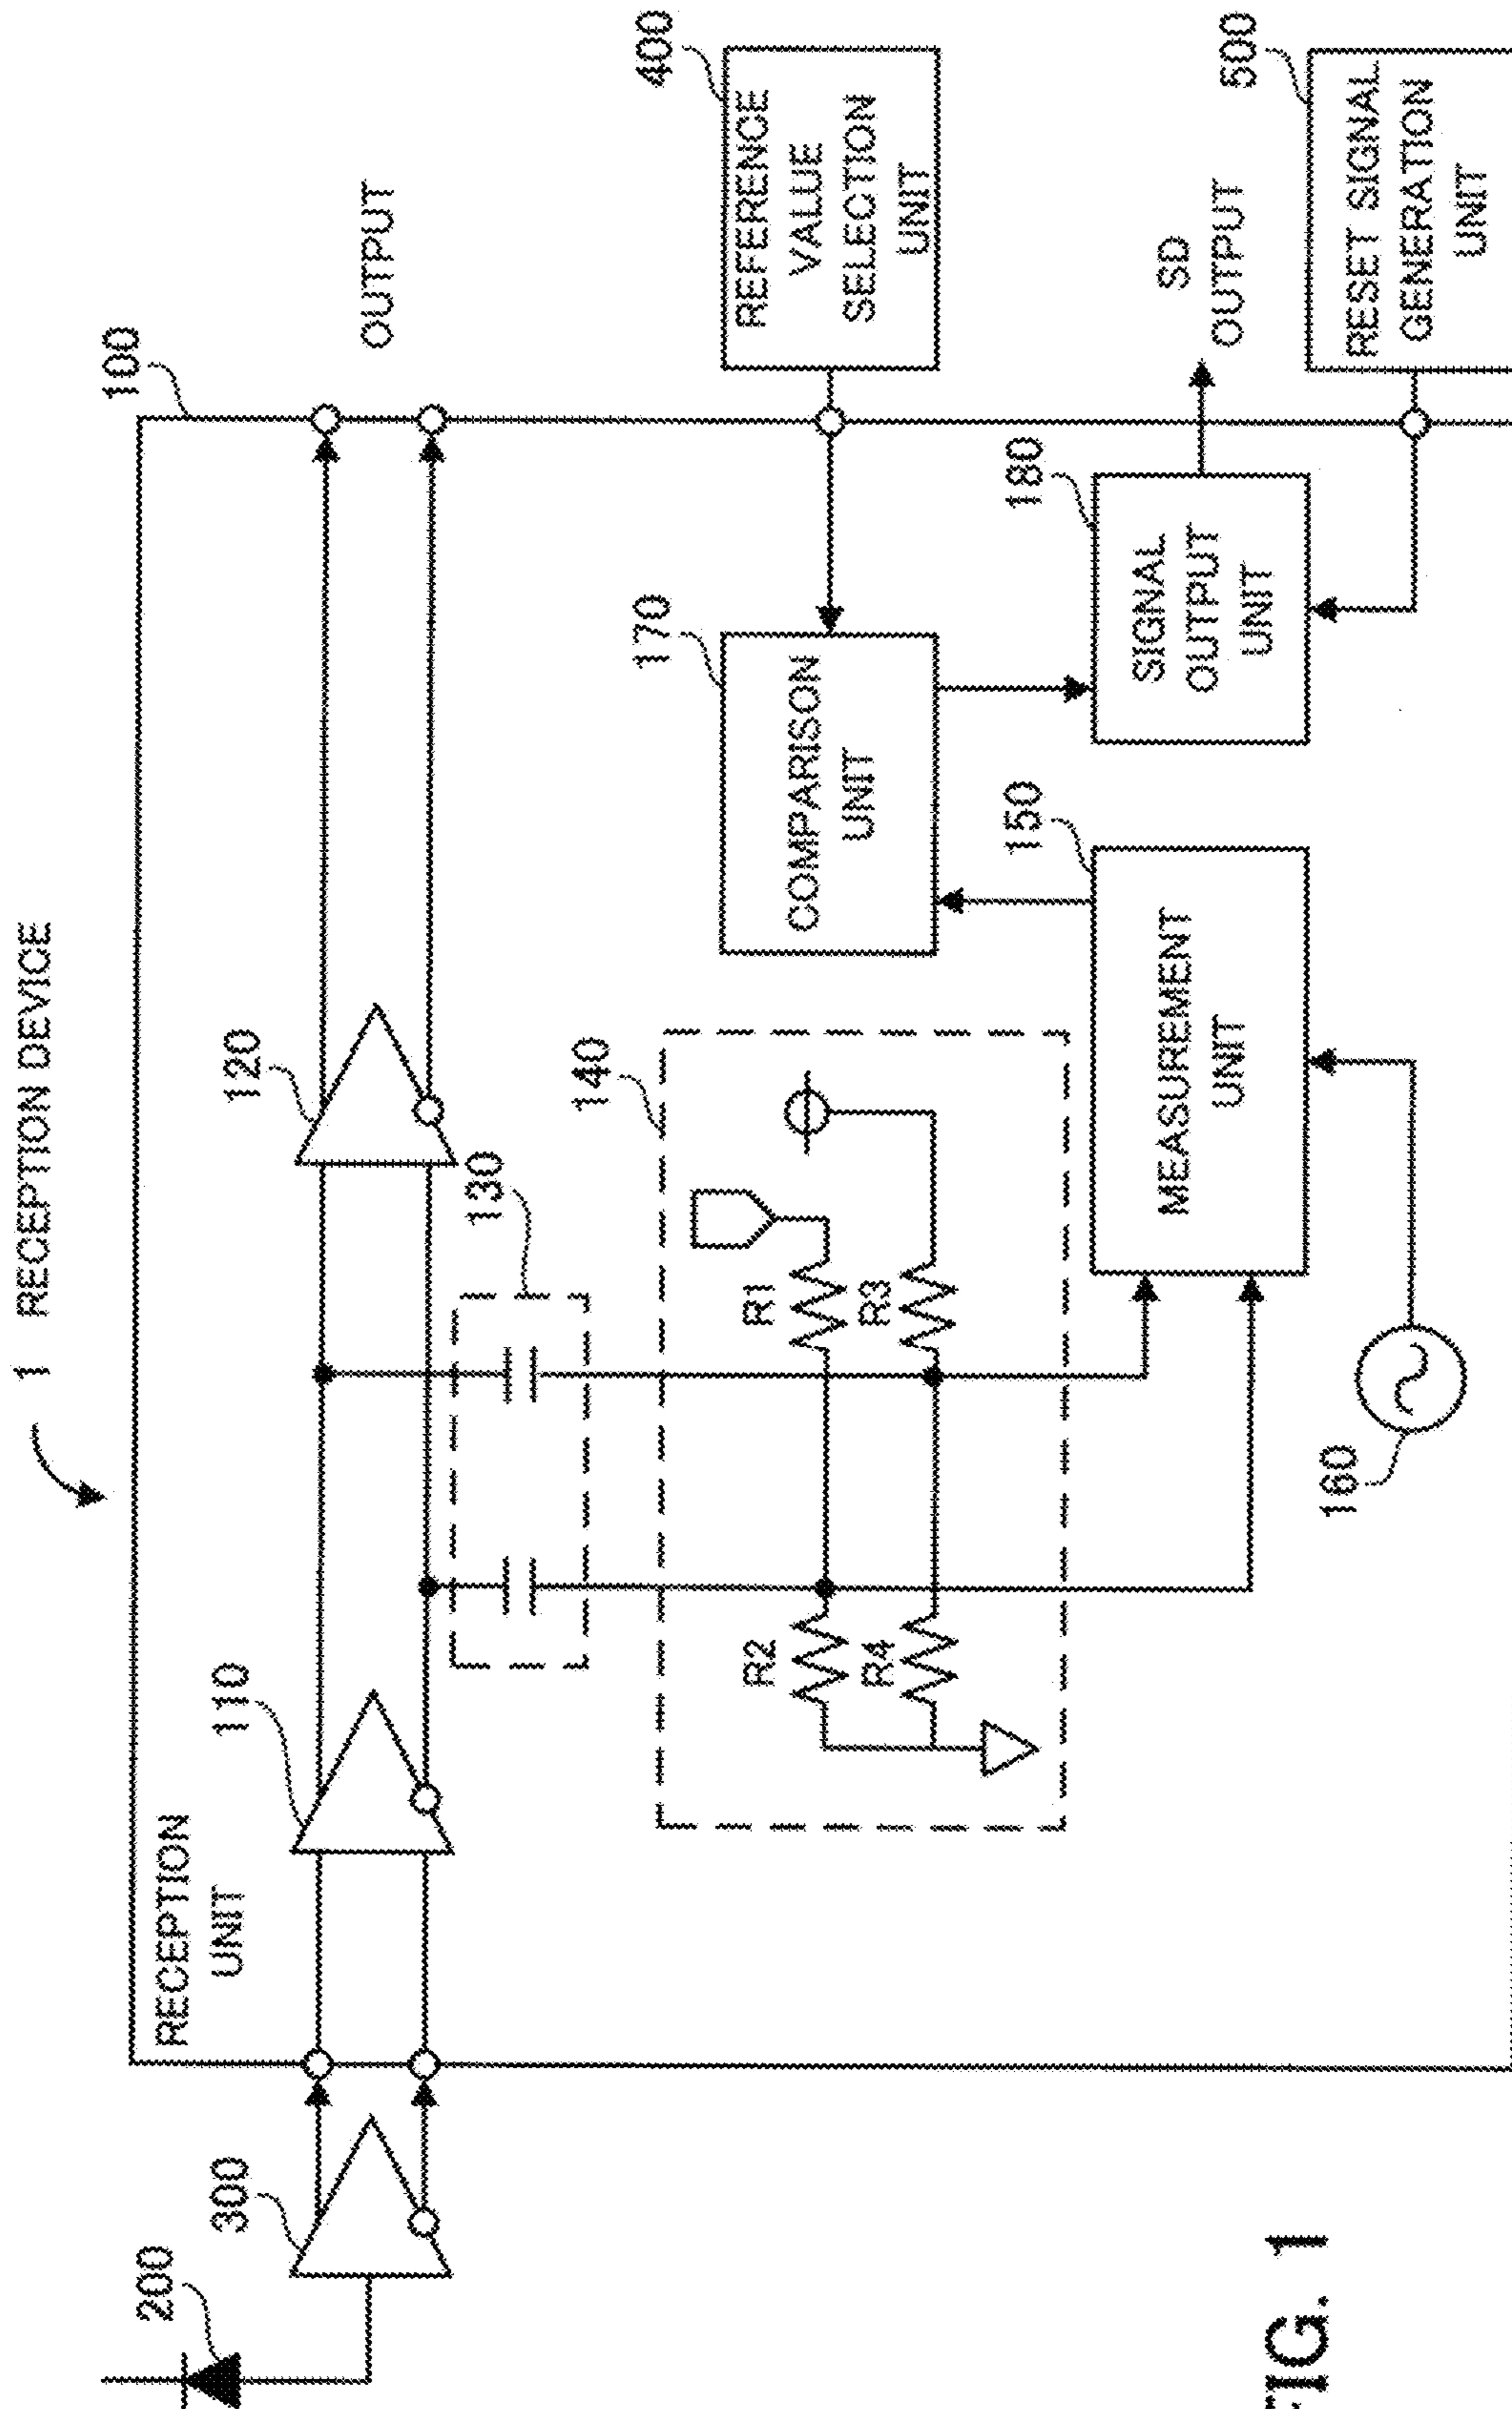 1 RECEPTION DEVICE
100
RECEPTION
UNIT
200
300
110
120
130
OUTPUT
140
R1
R2
R3
R4
150
MEASUREMENT
UNIT
160
170
COMPARISON
UNIT
180
SIGNAL
OUTPUT
UNIT
SD
OUTPUT
400
REFERENCE
VALUE
SELECTION
UNIT
500
RESET SIGNAL
GENERATION
UNIT
FIG. 1